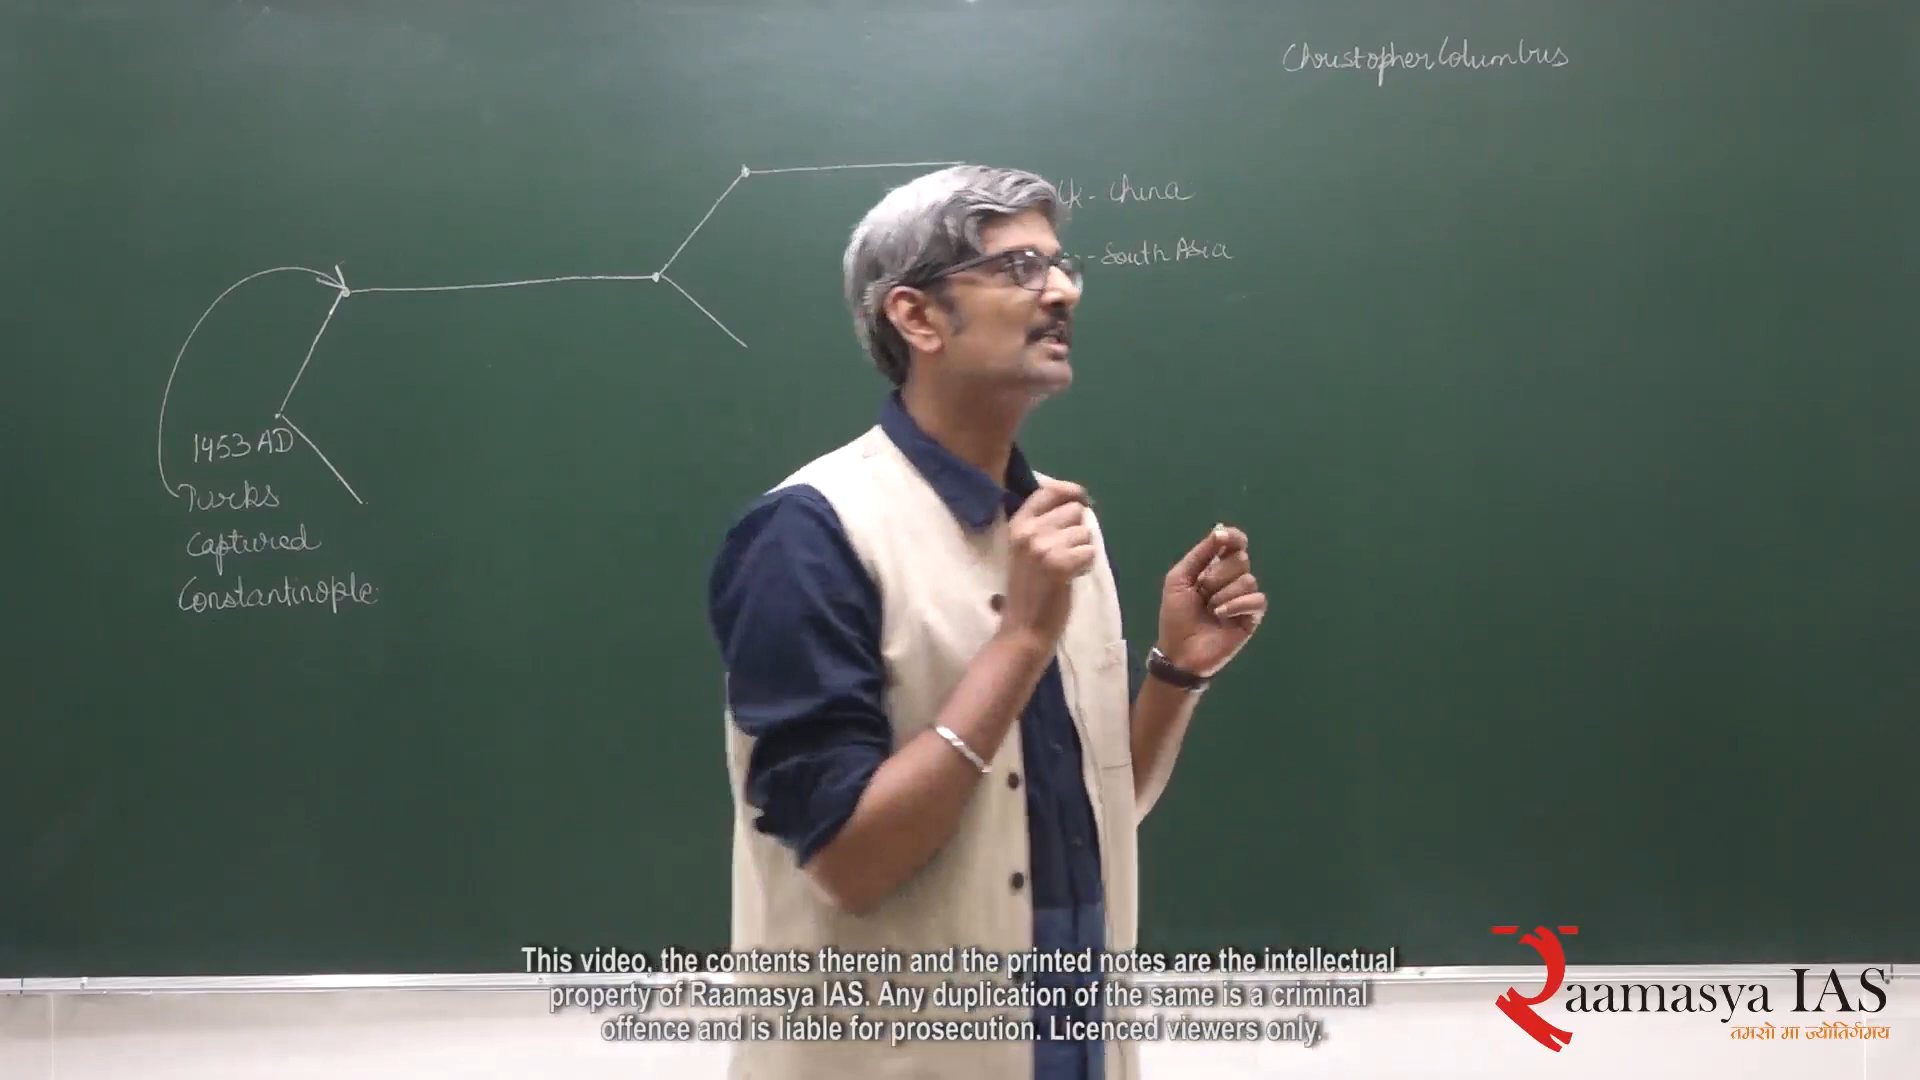 Christopher Columbus
- China
- South Asia
1453 AD
Turks
Captured
Constantinople
This video, the contents therein and the printed notes are the intellectual
property of Raamasya IAS. Any duplication of the same is a criminal
offence and is liable for prosecution. Licenced viewers only.
Raamasya IAS
तमसो मा ज्योतिर्गमय